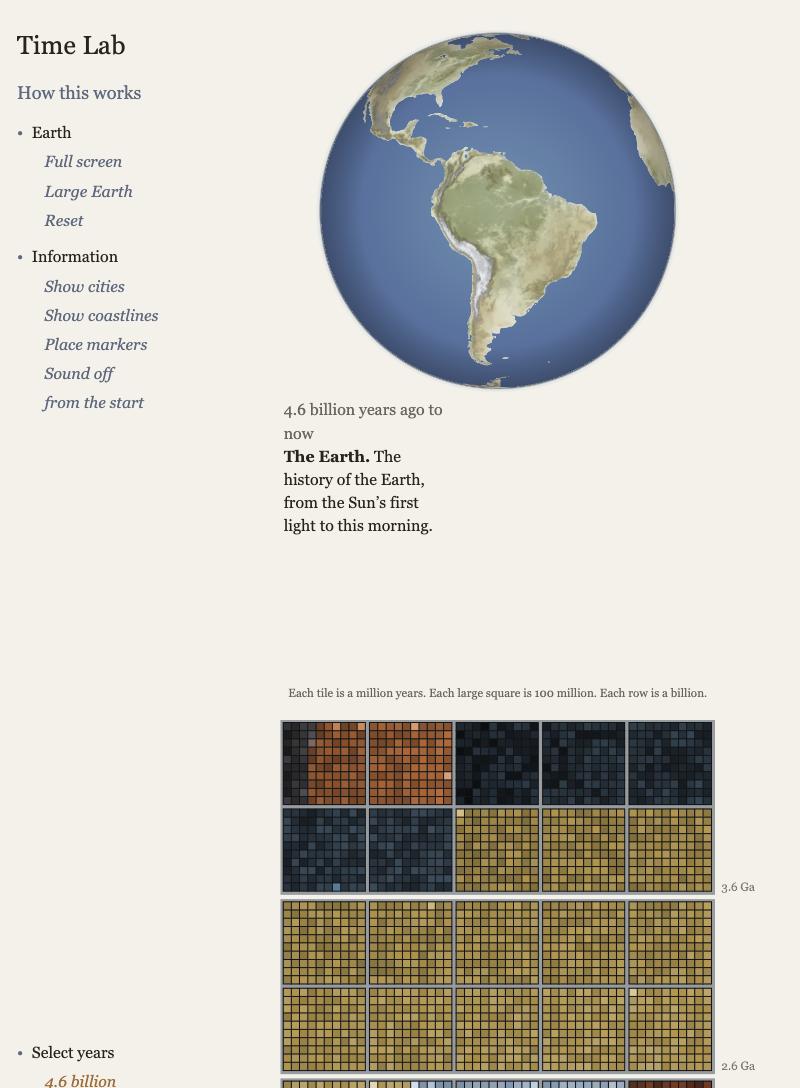 Time Lab
How this works
• Earth
Full screen
Large Earth
Reset
• Information
Show cities
Show coastlines
Place markers
Sound off
from the start
4.6 billion years ago to
now
The Earth. The
history of the Earth,
from the Sun’s first
light to this morning.
Each tile is a million years. Each large square is 100 million. Each row is a billion.
3.6 Ga
2.6 Ga
• Select years
4.6 billion